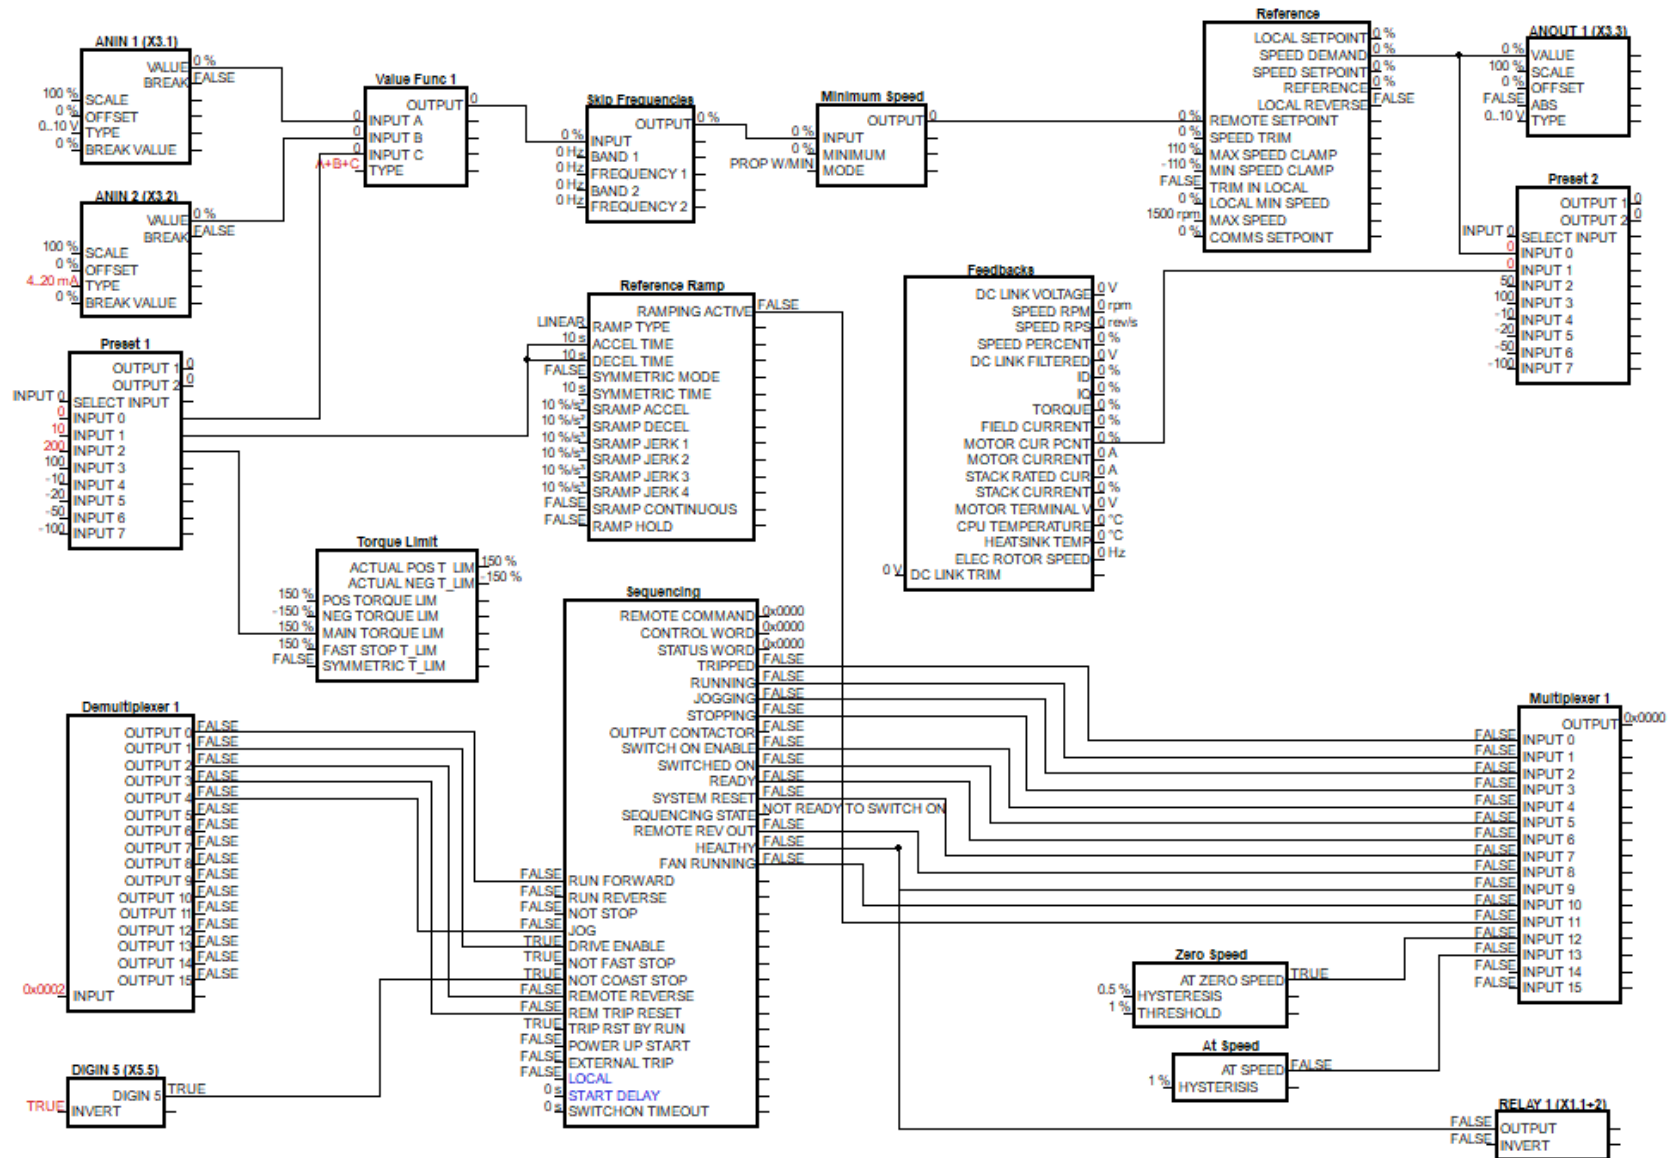 ANIN 1 (X3.1)
VALUE 0 %
BREAK FALSE
100 % SCALE
0 % OFFSET
0..10 V TYPE
0 % BREAK VALUE
ANIN 2 (X3.2)
VALUE 0 %
BREAK FALSE
100 % SCALE
0 % OFFSET
4..20 mA TYPE
0 % BREAK VALUE
Value Func 1
OUTPUT 0
0 INPUT A
0 INPUT B
0 INPUT C
A+B+C TYPE
Skip Frequencies
OUTPUT 0 %
0 % INPUT
0 Hz BAND 1
0 Hz FREQUENCY 1
0 Hz BAND 2
0 Hz FREQUENCY 2
Minimum Speed
OUTPUT 0
0 % INPUT
0 % MINIMUM
PROP W/MIN MODE
Reference
LOCAL SETPOINT 0 %
SPEED DEMAND 0 %
SPEED SETPOINT 0 %
REFERENCE 0 %
LOCAL REVERSE FALSE
0 % REMOTE SETPOINT
0 % SPEED TRIM
110 % MAX SPEED CLAMP
-110 % MIN SPEED CLAMP
FALSE TRIM IN LOCAL
0 % LOCAL MIN SPEED
1500 rpm MAX SPEED
0 % COMMS SETPOINT
ANOUT 1 (X3.3)
0 % VALUE
100 % SCALE
0 % OFFSET
FALSE ABS
0..10 V TYPE
Preset 2
OUTPUT 1 0
OUTPUT 2 0
INPUT 0 SELECT INPUT
0 INPUT 0
0 INPUT 1
50 INPUT 2
100 INPUT 3
-10 INPUT 4
-20 INPUT 5
-50 INPUT 6
-100 INPUT 7
Preset 1
OUTPUT 1 0
OUTPUT 2 0
INPUT 0 SELECT INPUT
0 INPUT 0
10 INPUT 1
200 INPUT 2
100 INPUT 3
-10 INPUT 4
-20 INPUT 5
-50 INPUT 6
-100 INPUT 7
Reference Ramp
RAMPING ACTIVE FALSE
LINEAR RAMP TYPE
10 s ACCEL TIME
10 s DECEL TIME
FALSE SYMMETRIC MODE
10 s SYMMETRIC TIME
10 %/s² SRAMP ACCEL
10 %/s² SRAMP DECEL
10 %/s³ SRAMP JERK 1
10 %/s³ SRAMP JERK 2
10 %/s³ SRAMP JERK 3
10 %/s³ SRAMP JERK 4
FALSE SRAMP CONTINUOUS
FALSE RAMP HOLD
Feedbacks
DC LINK VOLTAGE 0 V
SPEED RPM 0 rpm
SPEED RPS 0 rev/s
SPEED PERCENT 0 %
DC LINK FILTERED 0 V
ID 0 %
IQ 0 %
TORQUE 0 %
FIELD CURRENT 0 %
MOTOR CUR PCNT 0 %
MOTOR CURRENT 0 A
STACK RATED CUR 0 A
STACK CURRENT 0 %
MOTOR TERMINAL V 0 V
CPU TEMPERATURE 0 °C
HEATSINK TEMP 0 °C
ELEC ROTOR SPEED 0 Hz
0 V DC LINK TRIM
Torque Limit
ACTUAL POS T_LIM 150 %
ACTUAL NEG T_LIM -150 %
150 % POS TORQUE LIM
-150 % NEG TORQUE LIM
150 % MAIN TORQUE LIM
150 % FAST STOP T_LIM
FALSE SYMMETRIC T_LIM
Sequencing
REMOTE COMMAND 0x0000
CONTROL WORD 0x0000
STATUS WORD 0x0000
TRIPPED FALSE
RUNNING FALSE
JOGGING FALSE
STOPPING FALSE
OUTPUT CONTACTOR FALSE
SWITCH ON ENABLE FALSE
SWITCHED ON FALSE
READY FALSE
SYSTEM RESET FALSE
SEQUENCING STATE NOT READY TO SWITCH ON
REMOTE REV OUT FALSE
HEALTHY FALSE
FAN RUNNING FALSE
FALSE RUN FORWARD
FALSE RUN REVERSE
FALSE NOT STOP
FALSE JOG
TRUE DRIVE ENABLE
TRUE NOT FAST STOP
TRUE NOT COAST STOP
FALSE REMOTE REVERSE
FALSE REM TRIP RESET
TRUE TRIP RST BY RUN
FALSE POWER UP START
FALSE EXTERNAL TRIP
FALSE LOCAL
0 s START DELAY
0 s SWITCHON TIMEOUT
Demultiplexer 1
OUTPUT 0 FALSE
OUTPUT 1 FALSE
OUTPUT 2 FALSE
OUTPUT 3 FALSE
OUTPUT 4 FALSE
OUTPUT 5 FALSE
OUTPUT 6 FALSE
OUTPUT 7 FALSE
OUTPUT 8 FALSE
OUTPUT 9 FALSE
OUTPUT 10 FALSE
OUTPUT 11 FALSE
OUTPUT 12 FALSE
OUTPUT 13 FALSE
OUTPUT 14 FALSE
OUTPUT 15 FALSE
0x0002 INPUT
DIGIN 5 (X5.5)
DIGIN 5 TRUE
TRUE INVERT
Multiplexer 1
OUTPUT 0x0000
FALSE INPUT 0
FALSE INPUT 1
FALSE INPUT 2
FALSE INPUT 3
FALSE INPUT 4
FALSE INPUT 5
FALSE INPUT 6
FALSE INPUT 7
FALSE INPUT 8
FALSE INPUT 9
FALSE INPUT 10
FALSE INPUT 11
FALSE INPUT 12
FALSE INPUT 13
FALSE INPUT 14
FALSE INPUT 15
Zero Speed
AT ZERO SPEED TRUE
0.5 % HYSTERESIS
1 % THRESHOLD
At Speed
AT SPEED FALSE
1 % HYSTERISIS
RELAY 1 (X1.1+2)
FALSE OUTPUT
FALSE INVERT